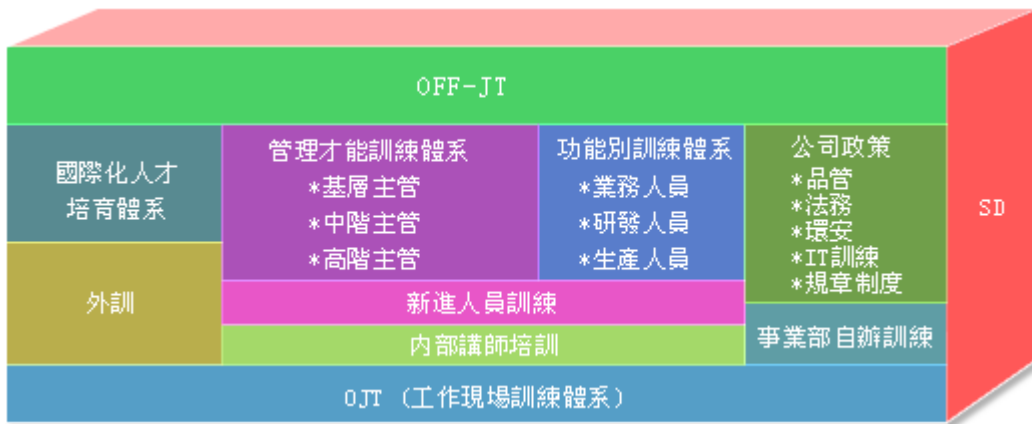 OFF-JT
國際化人才
培育體系
外訓
管理才能訓練體系
*基層主管
*中階主管
*高階主管
功能別訓練體系
*業務人員
*研發人員
*生產人員
公司政策
*品管
*法務
*環安
*IT訓練
*規章制度
新進人員訓練
內部講師培訓
事業部自辦訓練
OJT (工作現場訓練體系)
SD